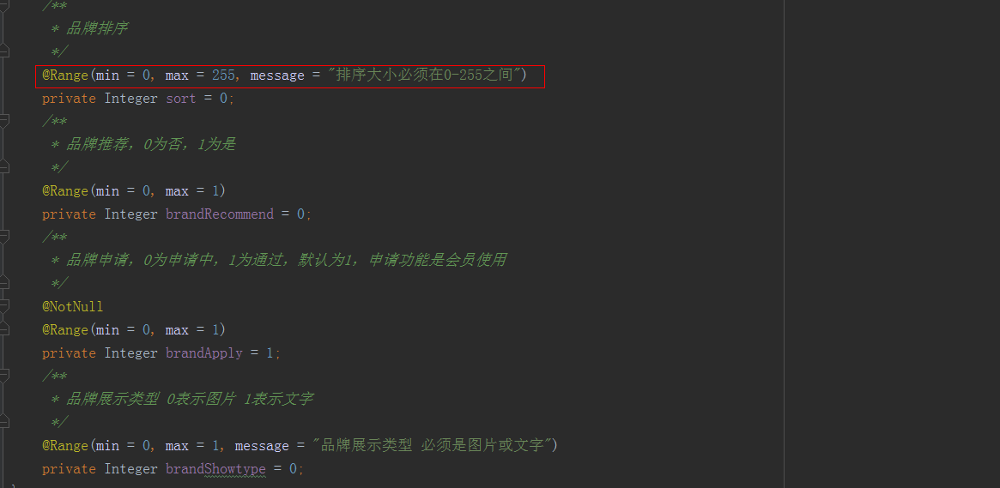 /**
* 品牌排序
*/
@Range(min = 0, max = 255, message = "排序大小必须在0-255之间")
private Integer sort = 0;
/**
* 品牌推荐，0为否，1为是
*/
@Range(min = 0, max = 1)
private Integer brandRecommend = 0;
/**
* 品牌申请，0为申请中，1为通过，默认为1，申请功能是会员使用
*/
@NotNull
@Range(min = 0, max = 1)
private Integer brandApply = 1;
/**
* 品牌展示类型 0表示图片 1表示文字
*/
@Range(min = 0, max = 1, message = "品牌展示类型 必须是图片或文字")
private Integer brandShowtype = 0;
}